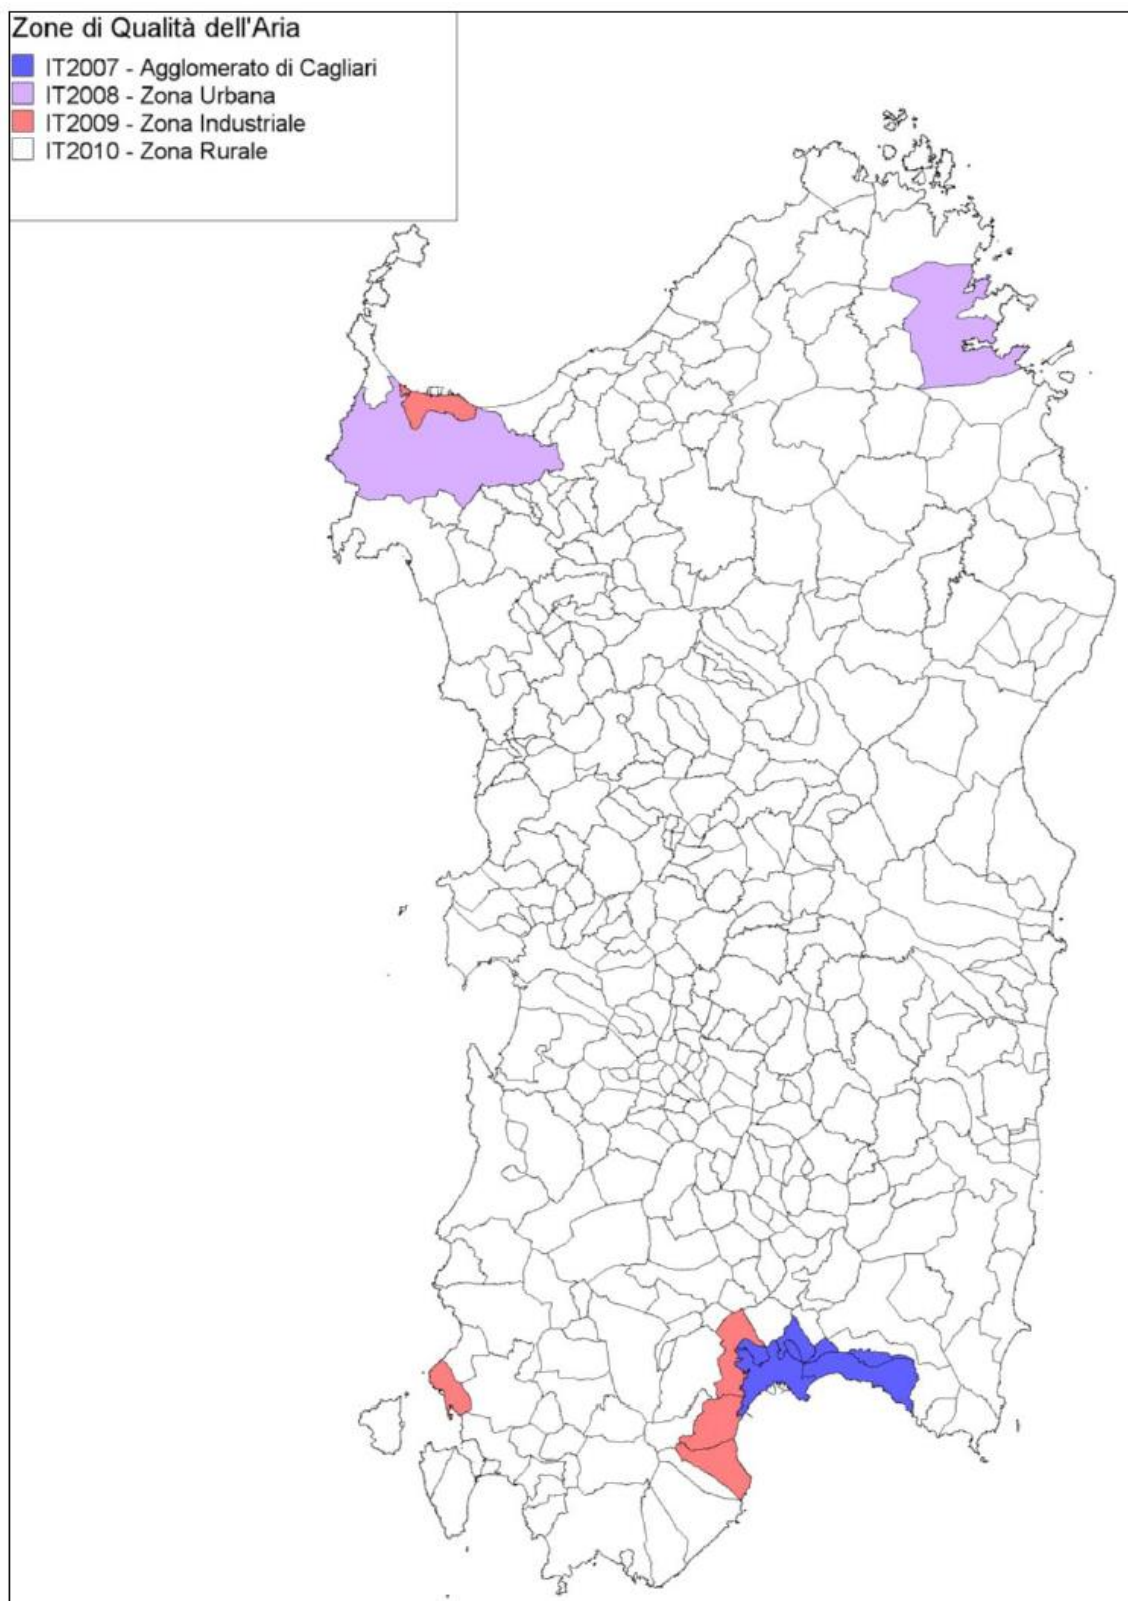 Zone di Qualità dell'Aria
IT2007 - Agglomerato di Cagliari
IT2008 - Zona Urbana
IT2009 - Zona Industriale
IT2010 - Zona Rurale